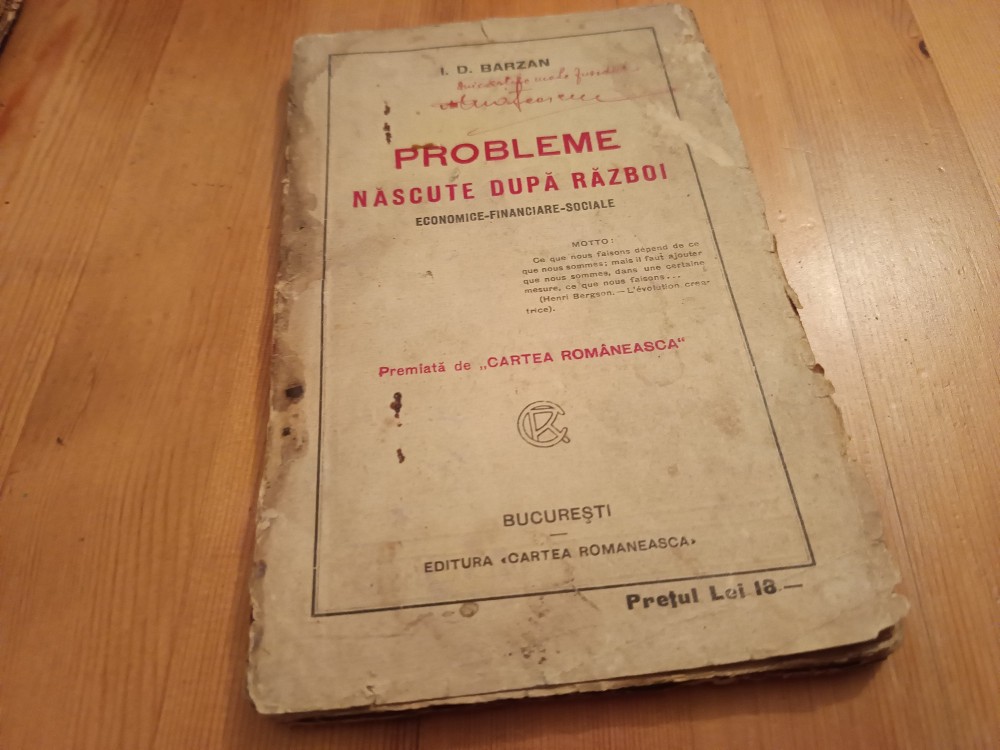 I. D. BARZAN
PROBLEME
NĂSCUTE DUPĂ RĂZBOI
ECONOMICE-FINANCIARE-SOCIALE
MOTTO:
Ce que nous faisons dépend de ce
que nous sommes; mais il faut ajouter
que nous sommes, dans une certaine
mesure, ce que nous faisons...
(Henri Bergson.—L'évolution crea-
trice).
Premiată de „CARTEA ROMÂNEASCA"
BUCUREȘTI
EDITURA «CARTEA ROMANEASCA»
Prețul Lei 18.—